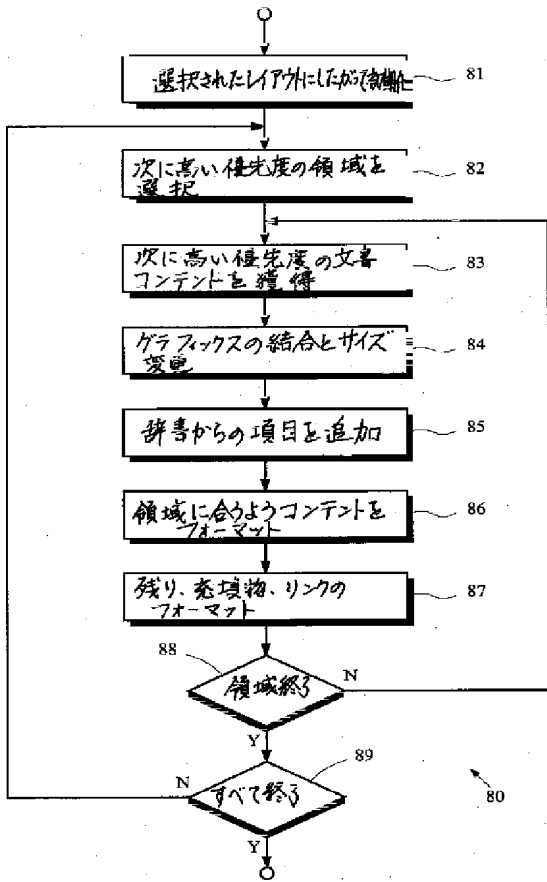 選択されたレイアウトにしたがって
81
次に高い優先度の領域を
選択
82
次に高い優先度の文書
コンテントを獲得
83
グラフィックスの結合とサイズ
変更
84
辞書からの項目を追加
85
領域に合うようコンテントを
フォーマット
86
残り、充填物、リンクの
フォーマット
87
88
領域終了
N
Y
89
すべて終了
N
Y
80